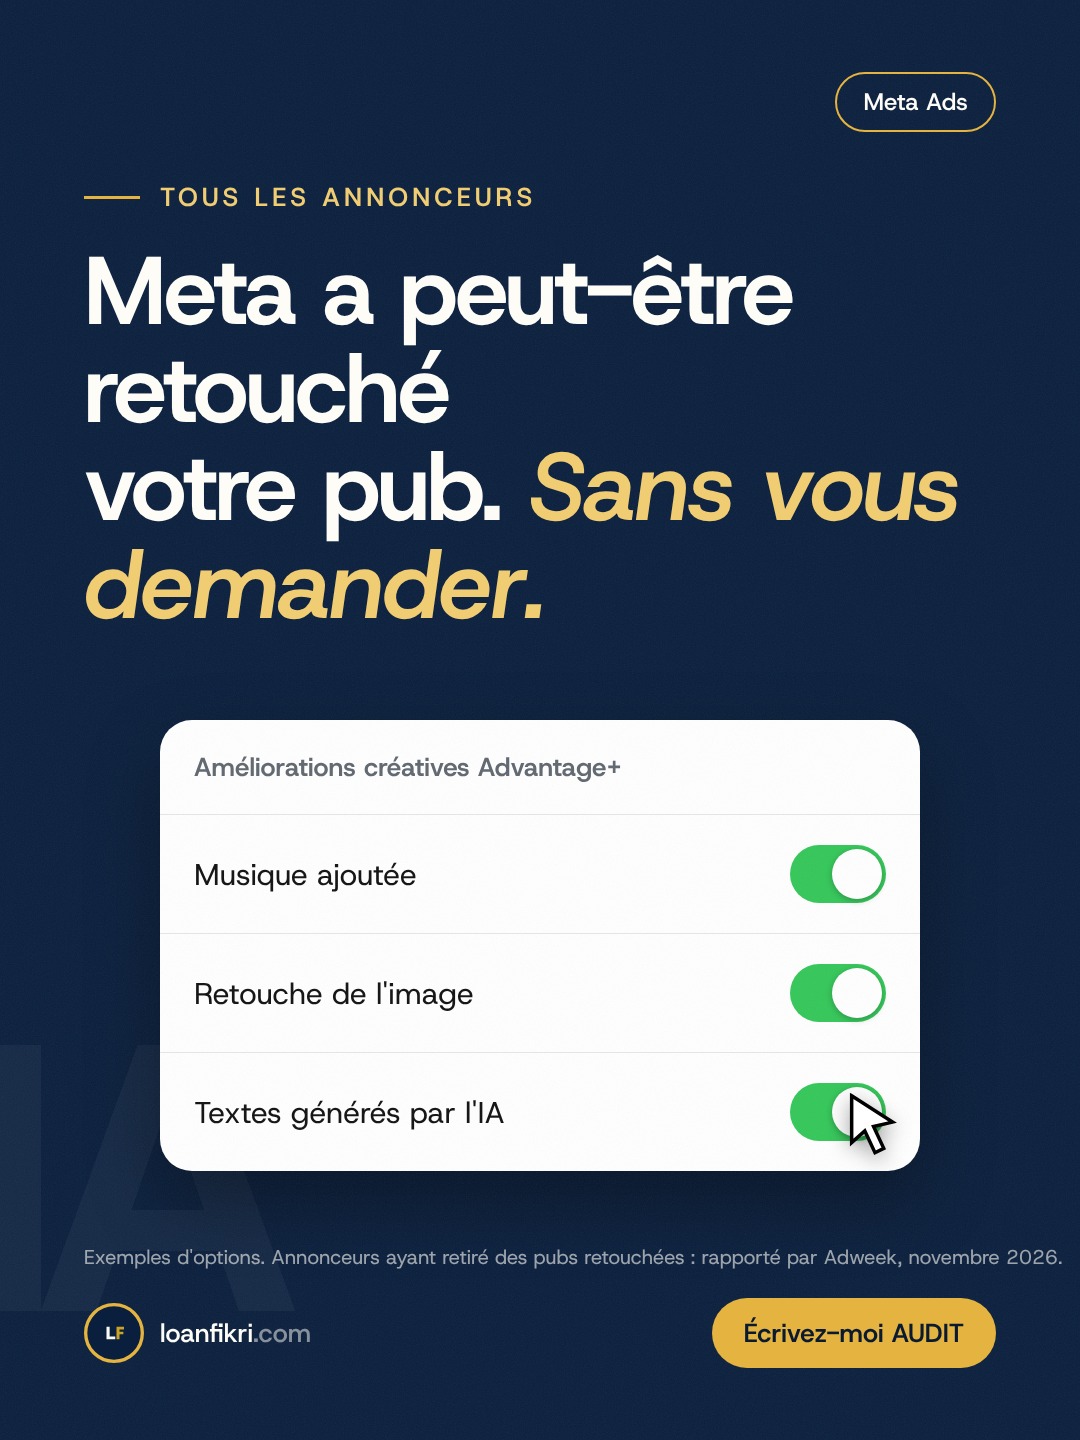 Meta Ads
TOUS LES ANNONCEURS
Meta a peut-être
retouché
votre pub. Sans vous
demander.
Améliorations créatives Advantage+
Musique ajoutée
Retouche de l'image
Textes générés par l'IA
IA
Exemples d'options. Annonceurs ayant retiré des pubs retouchées : rapporté par Adweek, novembre 2026.
LF
loanfikri.com
Écrivez-moi AUDIT